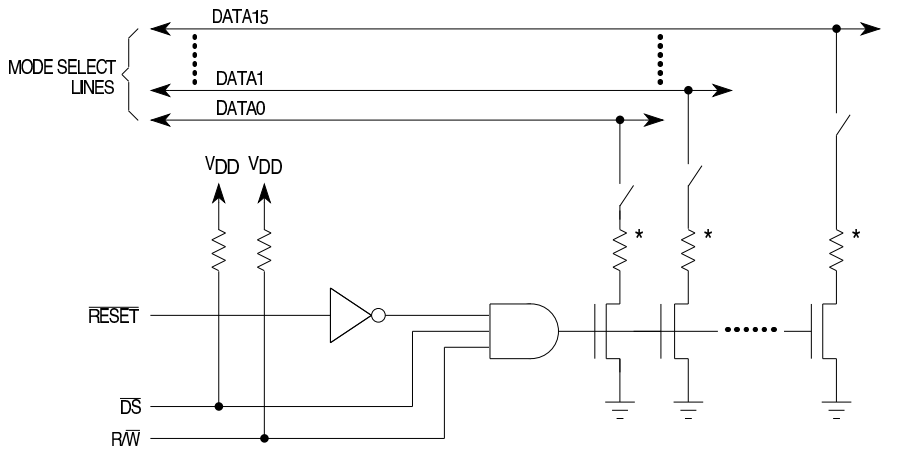 DATA15
MODE SELECT
LINES
DATA1
DATA0
VDD VDD
*
*
*
RESET
DS
R/W